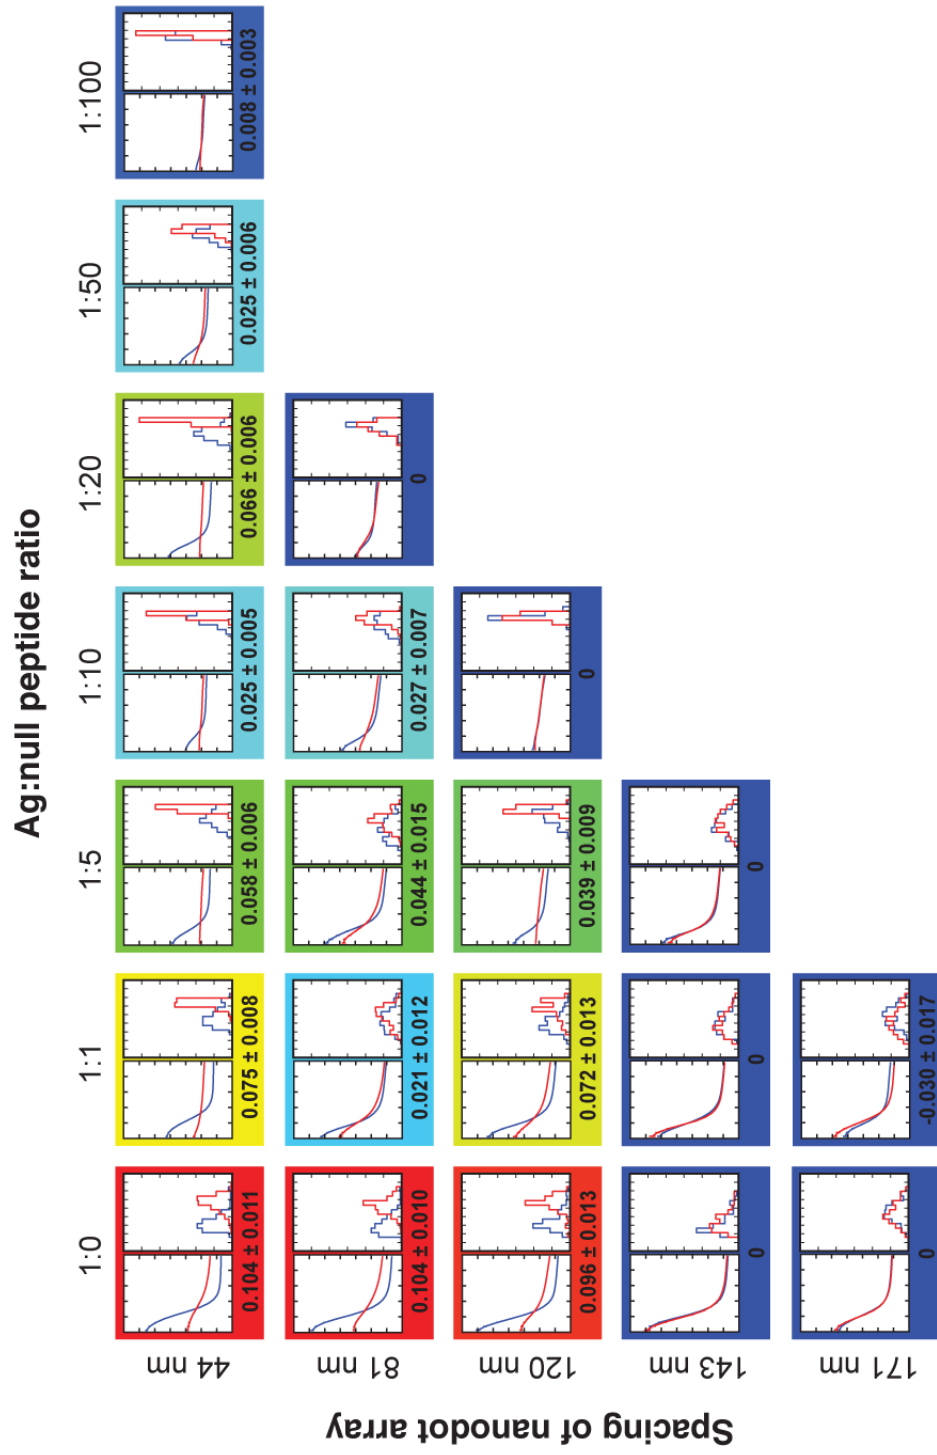 Ag:null peptide ratio
1:0
1:1
1:5
1:10
1:20
1:50
1:100
Spacing of nanodot array
44 nm
0.104 ± 0.011
0.075 ± 0.008
0.058 ± 0.006
0.025 ± 0.005
0.066 ± 0.006
0.025 ± 0.006
0.008 ± 0.003
81 nm
0.104 ± 0.010
0.021 ± 0.012
0.044 ± 0.015
0.027 ± 0.007
0
120 nm
0.096 ± 0.013
0.072 ± 0.013
0.039 ± 0.009
0
143 nm
0
0
0
171 nm
0
-0.030 ± 0.017